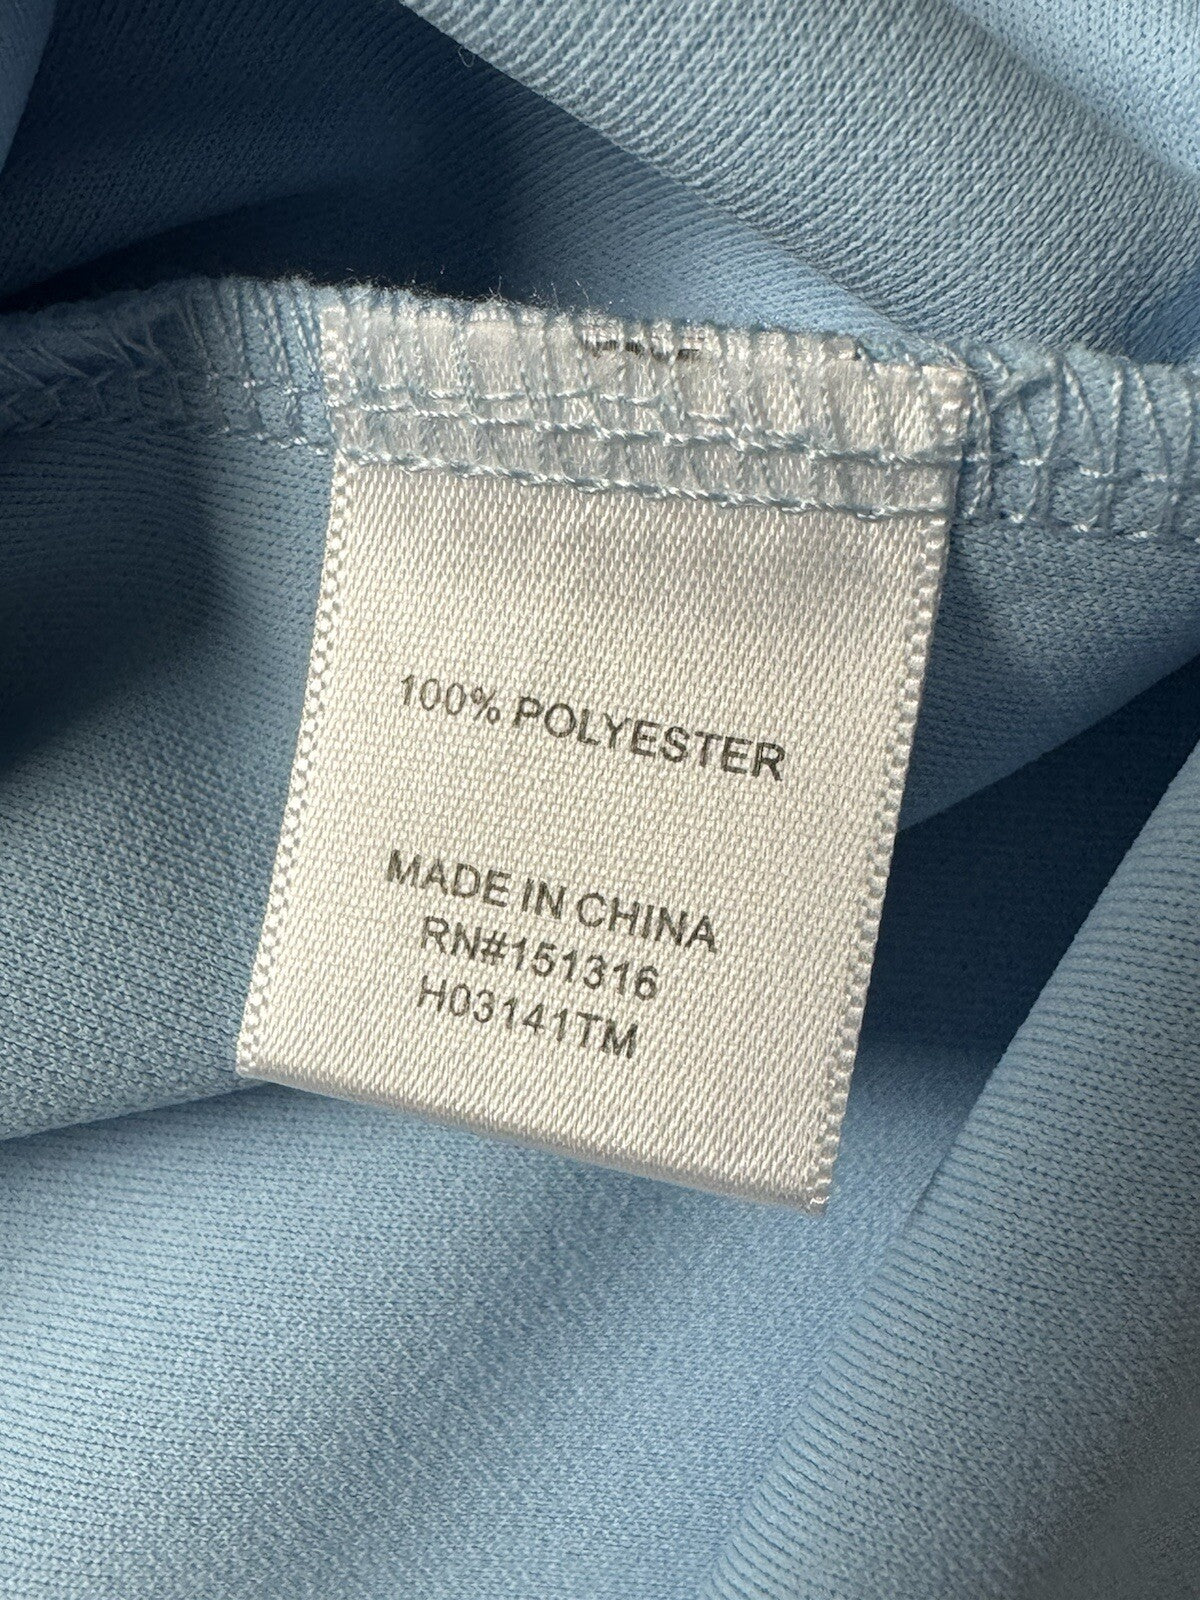 100% POLYESTER
MADE IN CHINA
RN#151316
H03141TM